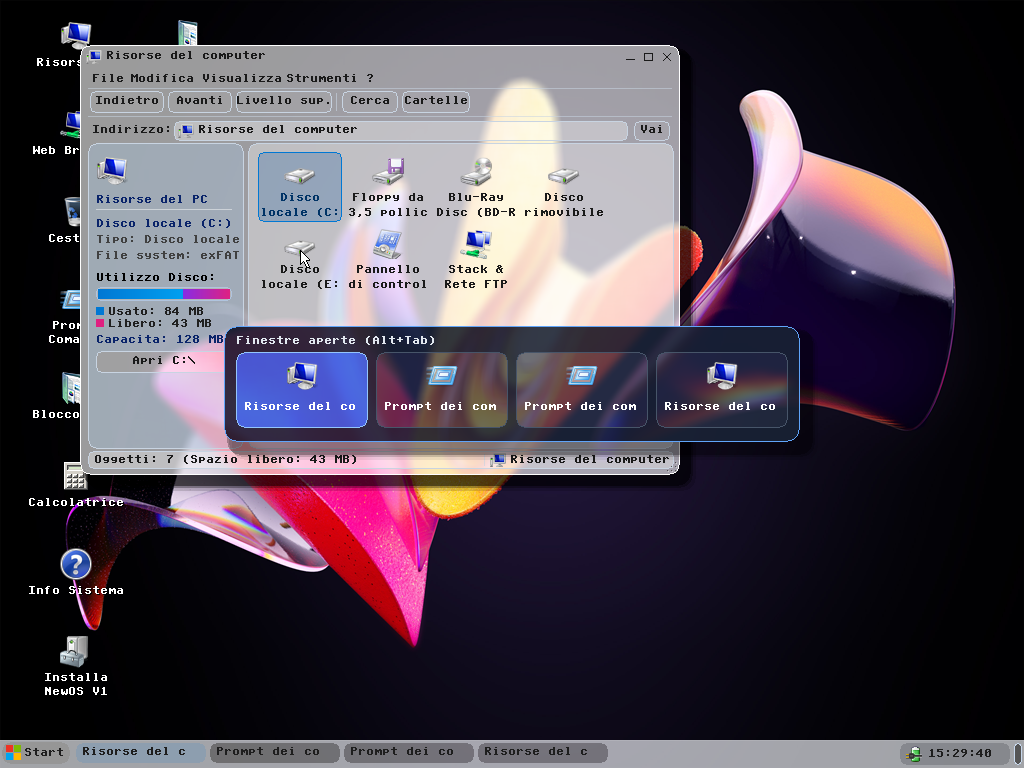 Risors
Risorse del computer
File Modifica Visualizza Strumenti ?
Indietro Avanti Livello sup. Cerca Cartelle
Indirizzo: Risorse del computer Vai
Web Br
Cest
Prom
Coma
Blocco
Calcolatrice
Info Sistema
Installa
NewOS V1
Risorse del PC
Disco locale (C:)
Tipo: Disco locale
File system: exFAT
Utilizzo Disco:
Usato: 84 MB
Libero: 43 MB
Capacita: 128 MB
Apri C:\
Disco
locale (C:
Floppy da
3,5 pollic
Blu-Ray
Disc (BD-R
Disco
rimovibile
Disco
locale (E:
Pannello
di control
Stack &
Rete FTP
Finestre aperte (Alt+Tab)
Risorse del co Prompt dei com Prompt dei com Risorse del co
Oggetti: 7 (Spazio libero: 43 MB) Risorse del computer
Start Risorse del c Prompt dei co Prompt dei co Risorse del c 15:29:40